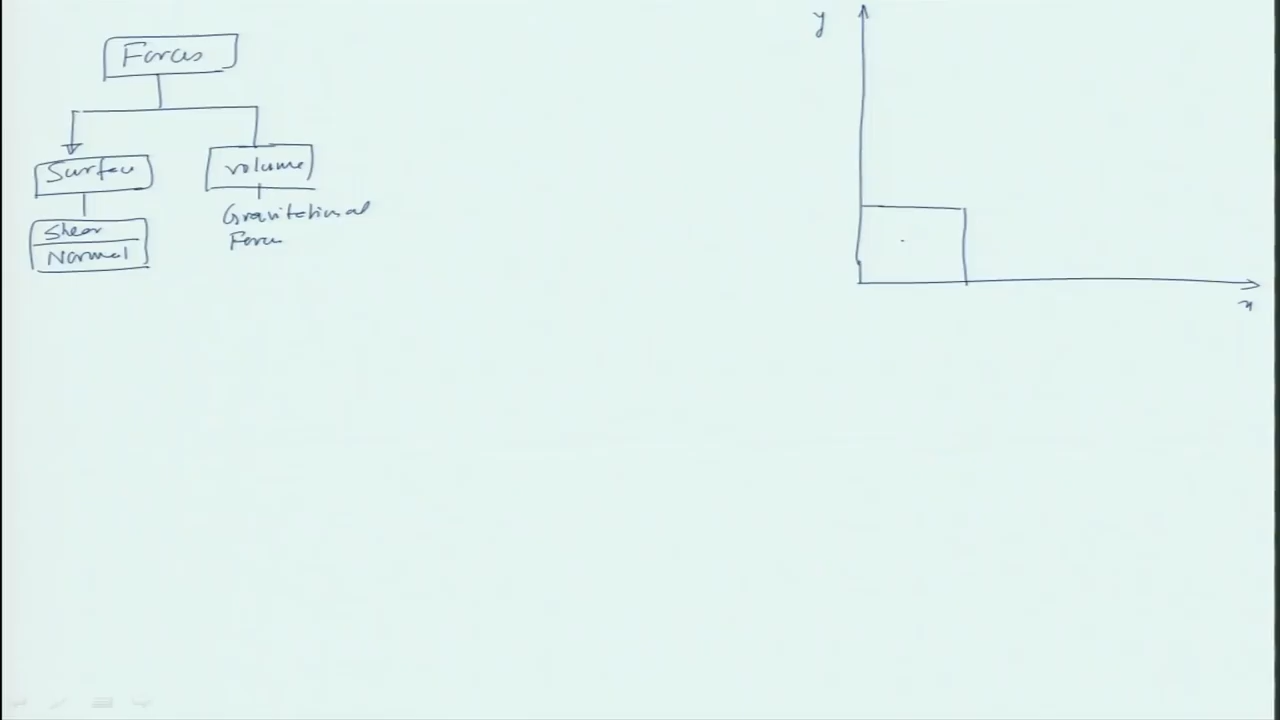 Forces
Surface
volume
Shear
Normal
Gravitational
Force
y
x